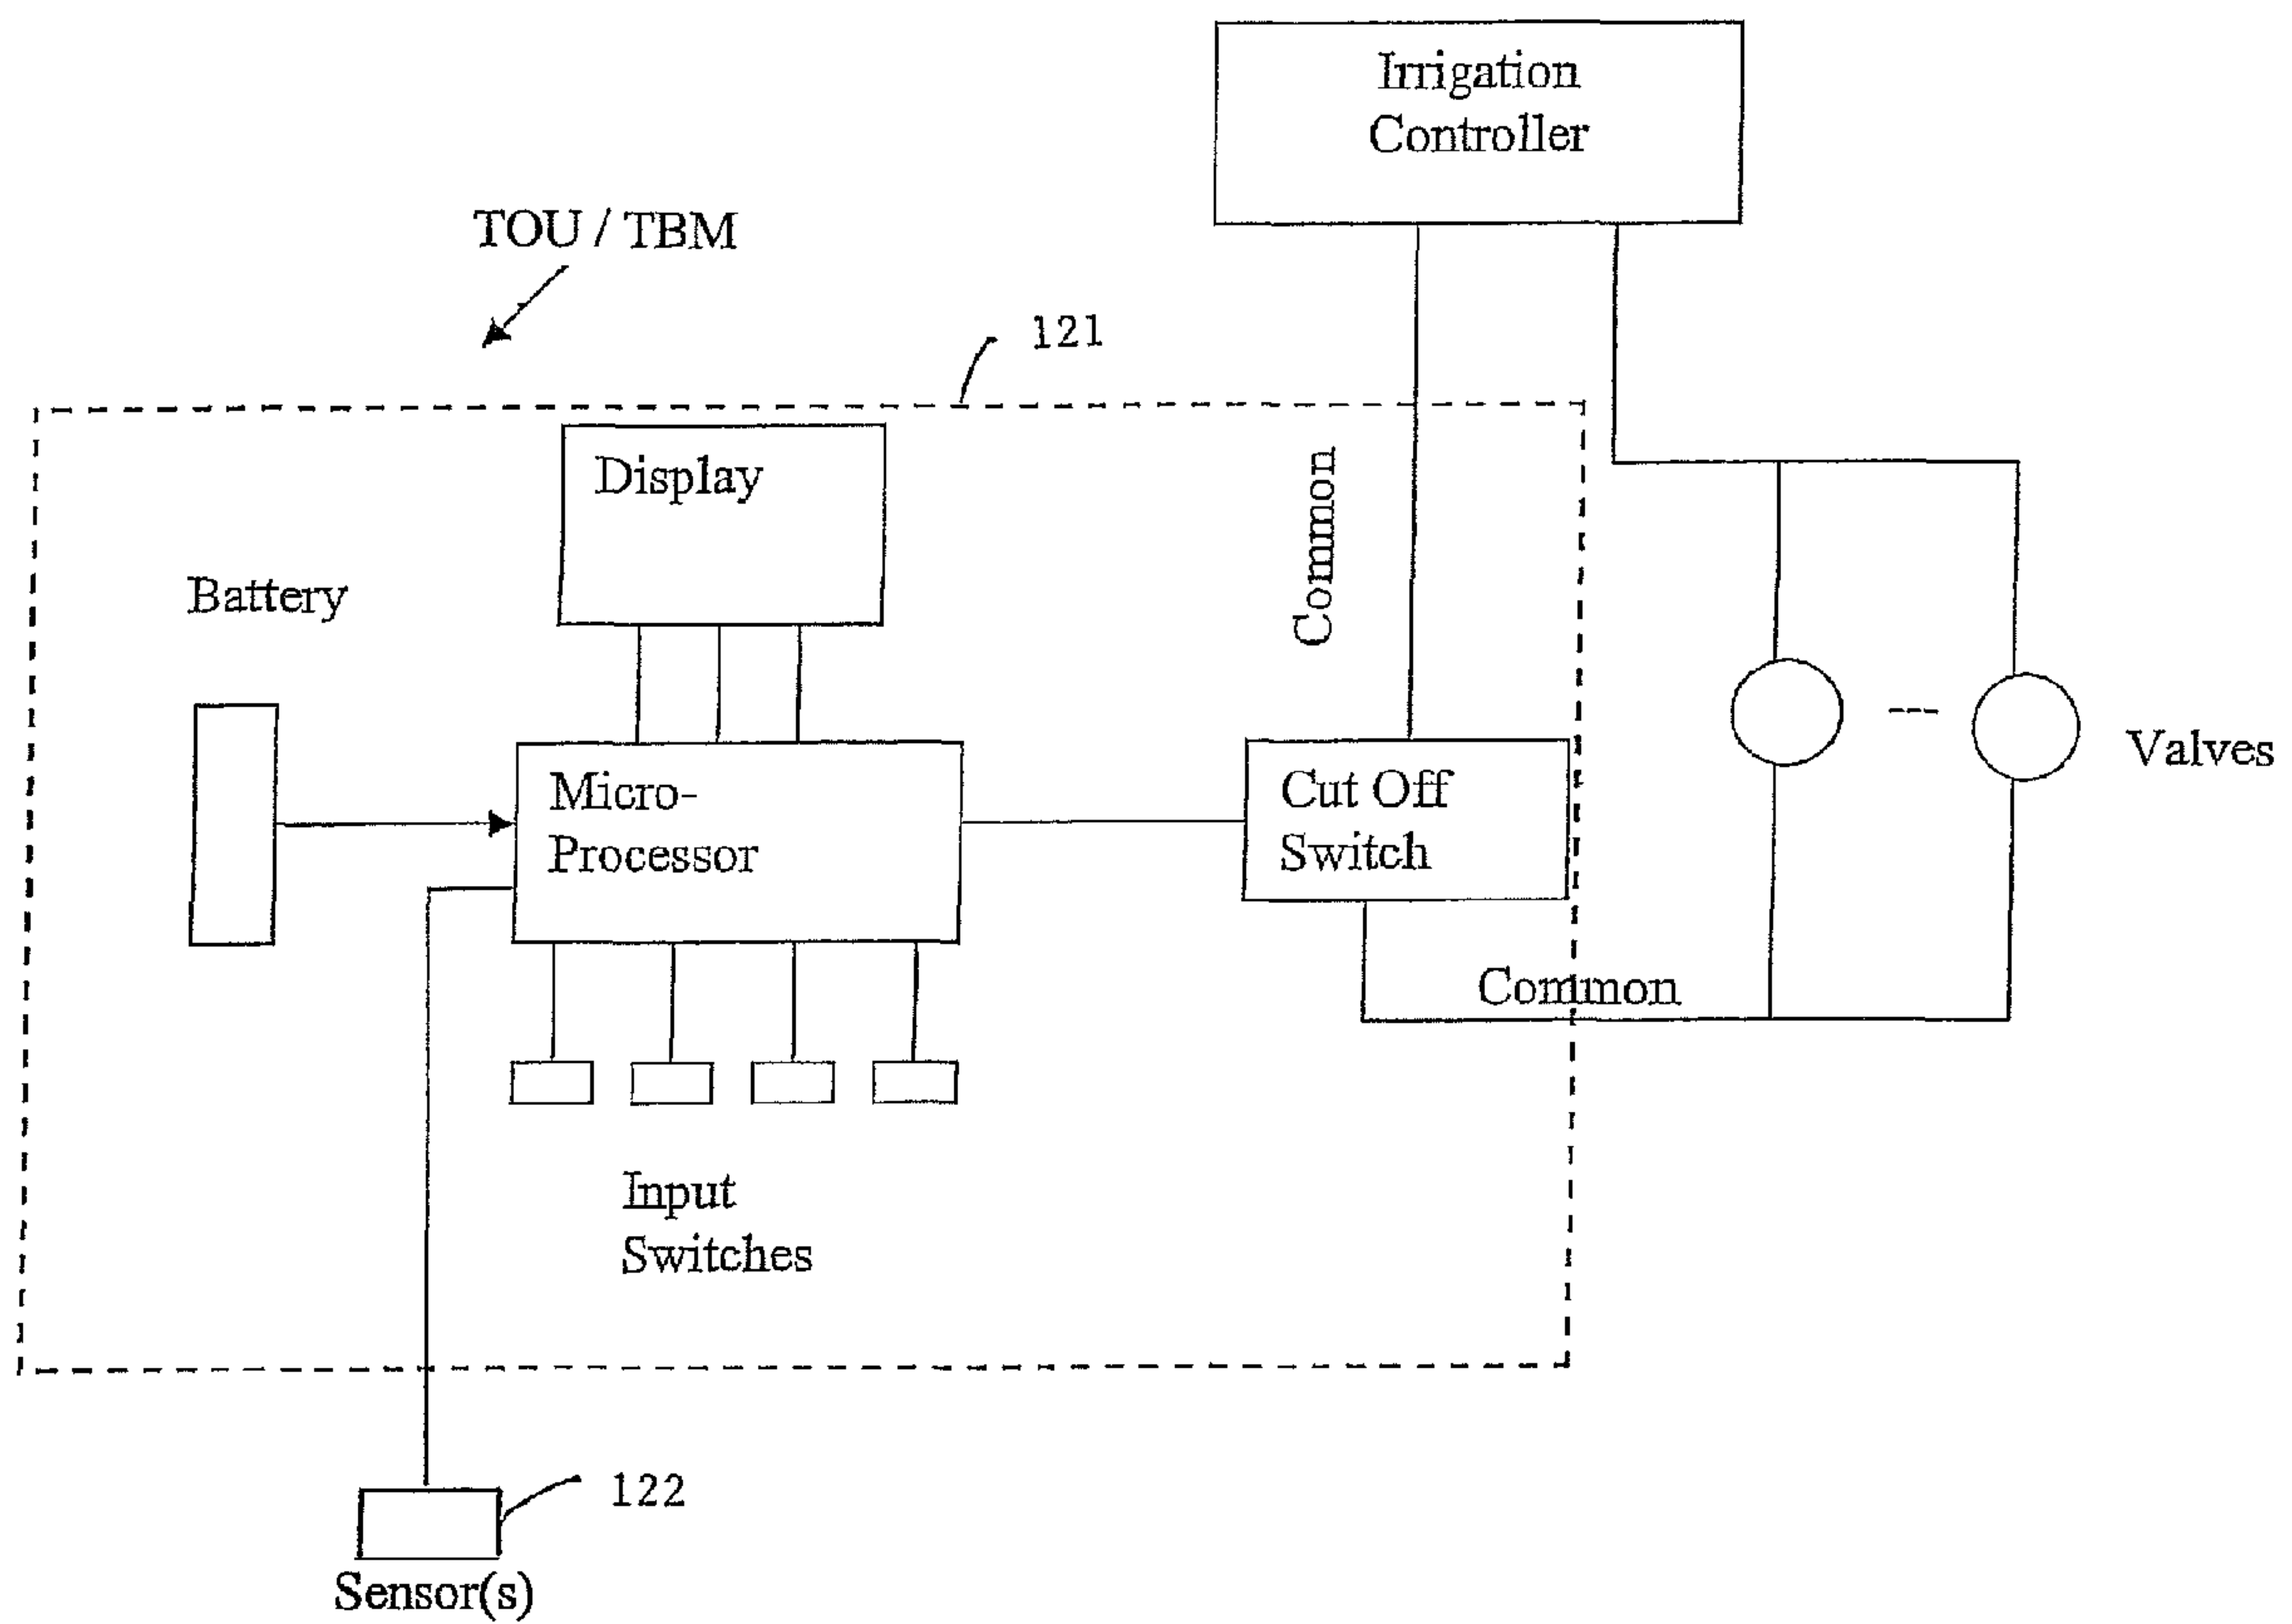 Irrigation
Controller
TOU / TBM
121
Display
Common
Battery
Micro-
Processor
Cut Off
Switch
Valves
Common
Input
Switches
122
Sensor(s)